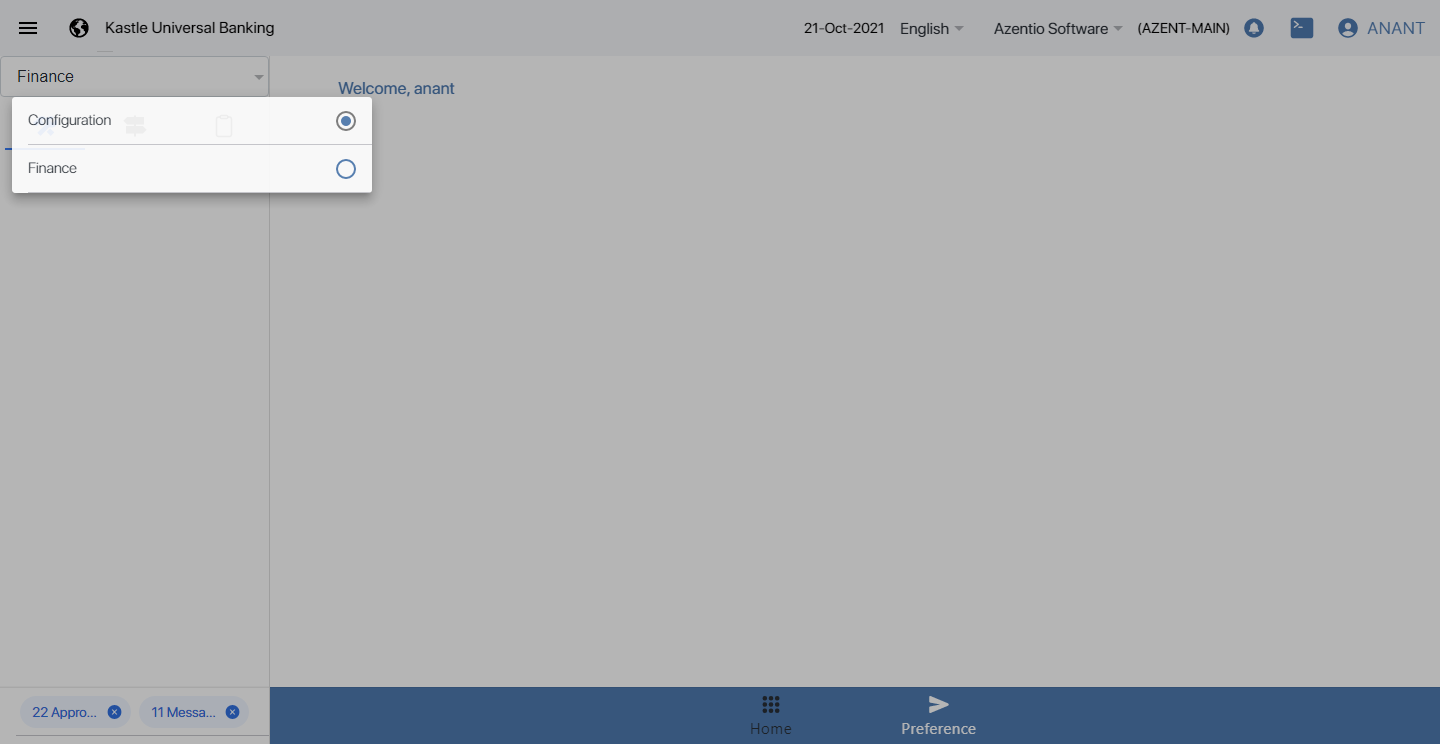 Kastle Universal Banking 21-Oct-2021 English Azentio Software (AZENT-MAIN) ANANT
Finance
Welcome, anant
Configuration
Finance
22 Appro... 11 Messa...
Home Preference